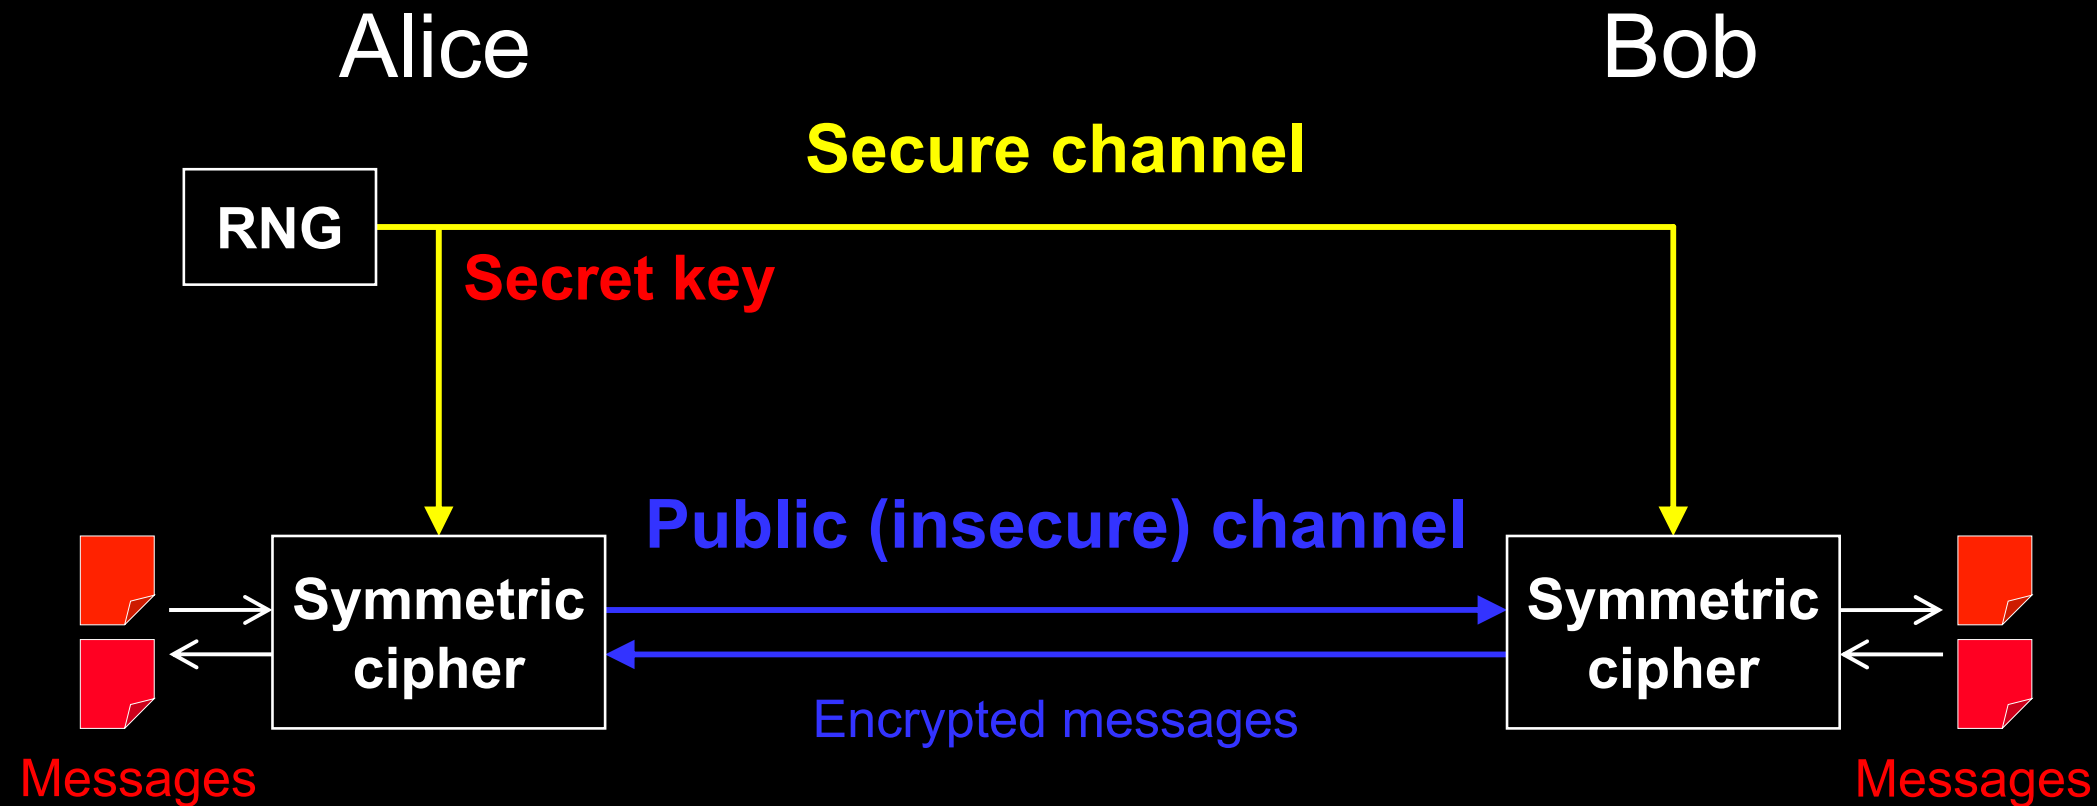 Alice
Bob
Secure channel
RNG
Secret key
Public (insecure) channel
Symmetric
cipher
Symmetric
cipher
Encrypted messages
Messages
Messages